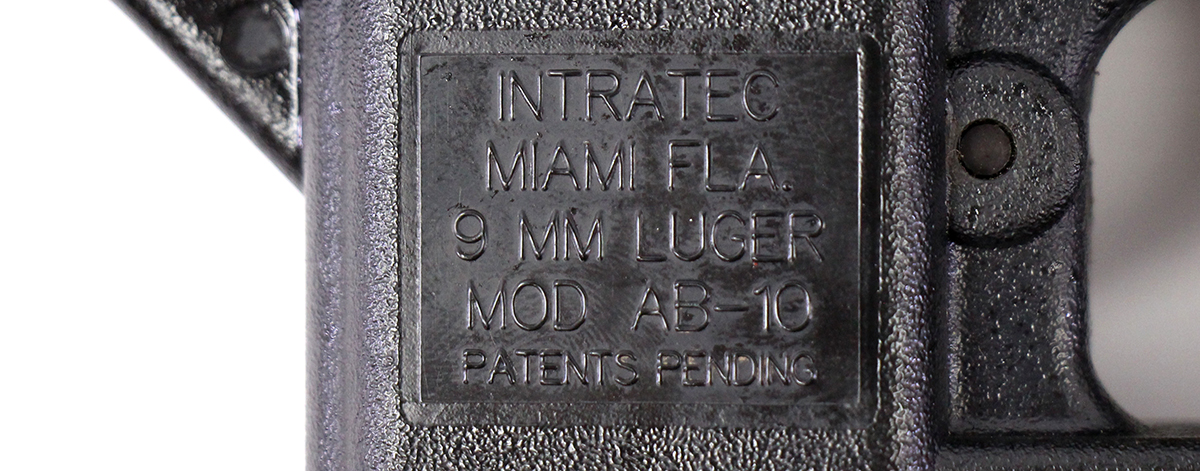 INTRATEC
MIAMI FLA.
9 MM LUGER
MOD AB-10
PATENTS PENDING